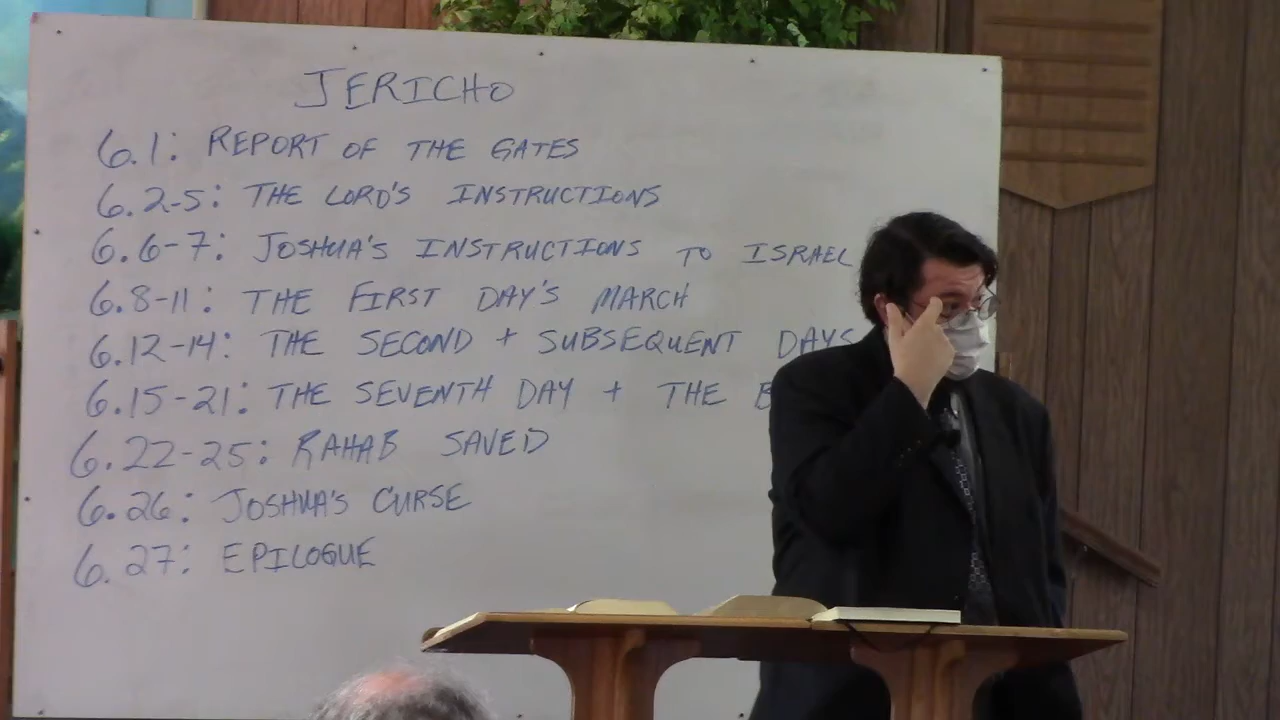 JERICHO
6.1: REPORT OF THE GATES
6.2-5: THE LORD'S INSTRUCTIONS
6.6-7: JOSHUA'S INSTRUCTIONS TO ISRAEL
6.8-11: THE FIRST DAY'S MARCH
6.12-14: THE SECOND + SUBSEQUENT DAYS
6.15-21: THE SEVENTH DAY + THE
6.22-25: RAHAB SAVED
6.26: JOSHUA'S CURSE
6.27: EPILOGUE